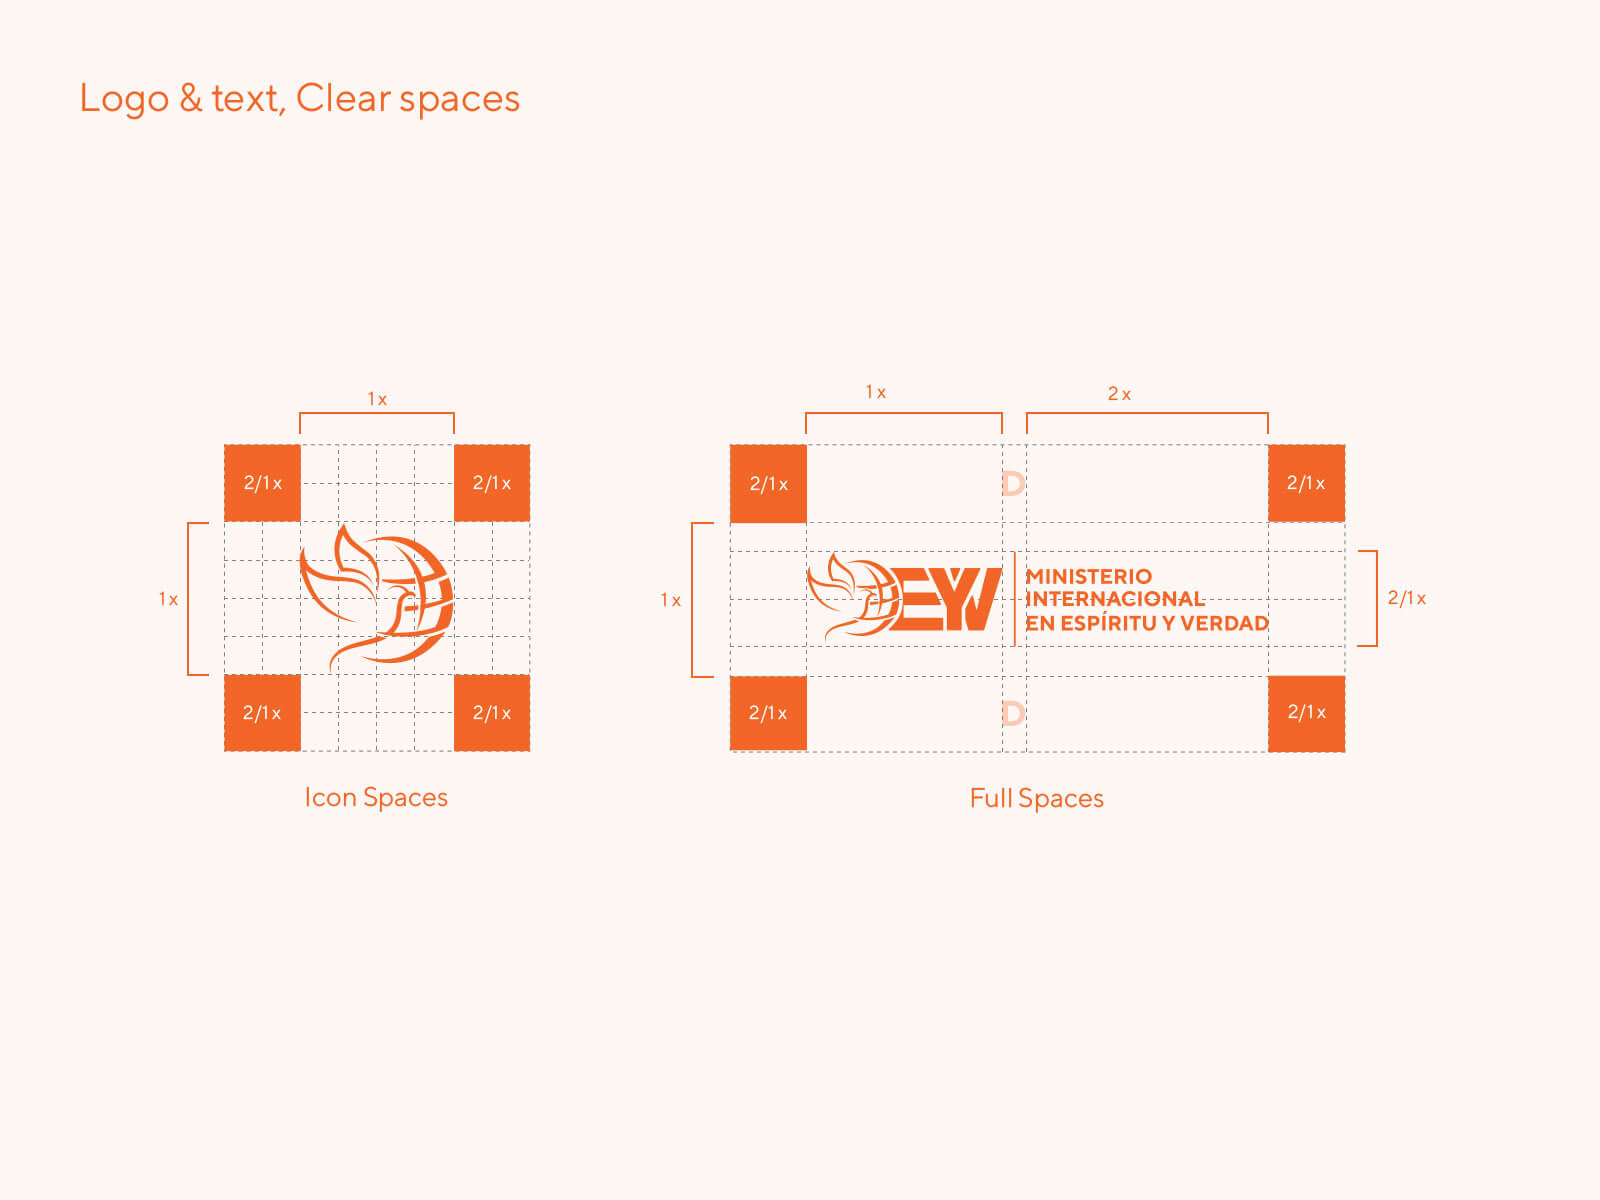 Logo & text, Clear spaces
1x
2/1x
2/1x
1x
2/1x
2/1x
Icon Spaces
1x
2x
2/1x
D
2/1x
1x
EYV
MINISTERIO
INTERNACIONAL
EN ESPÍRITU Y VERDAD
2/1x
2/1x
D
2/1x
Full Spaces